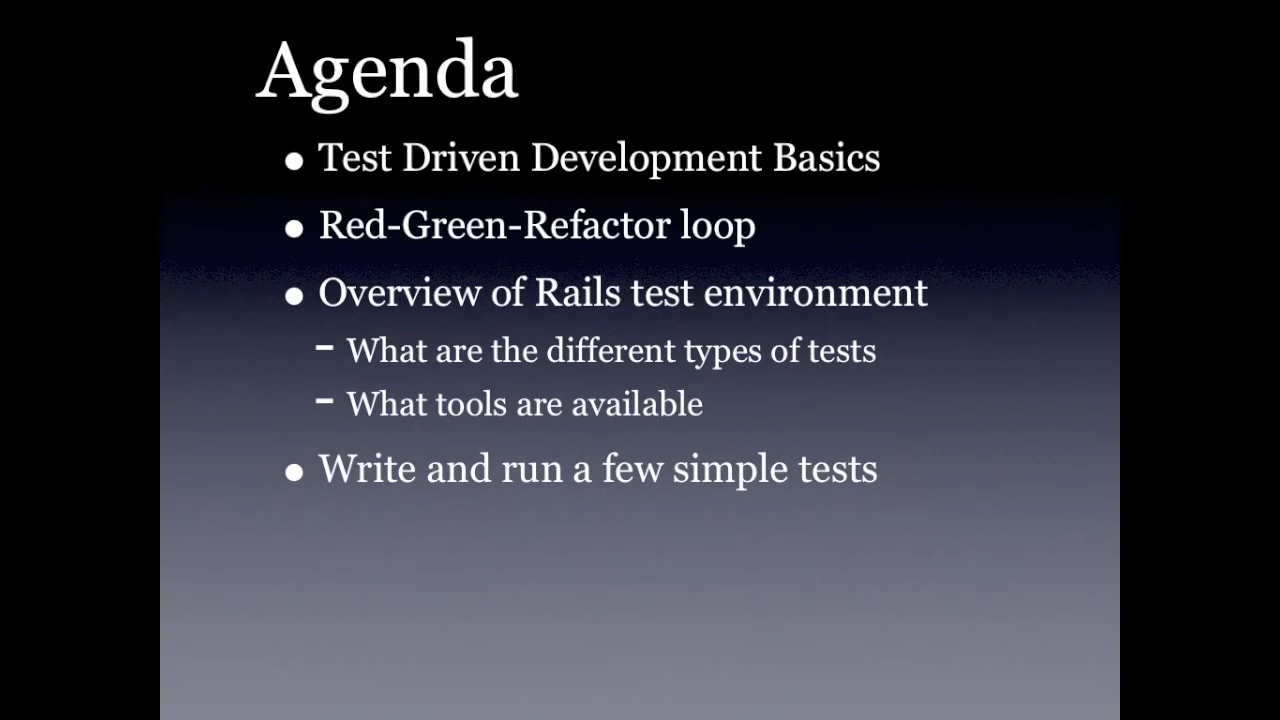 Agenda
• Test Driven Development Basics
• Red-Green-Refactor loop
• Overview of Rails test environment
- What are the different types of tests
- What tools are available
• Write and run a few simple tests